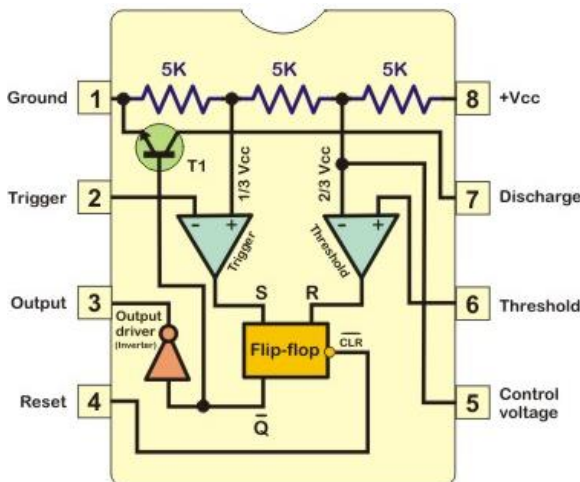 5K 5K 5K
Ground 1
8 +Vcc
T1
1/3 Vcc
2/3 Vcc
Trigger 2
7 Discharge
- +
- +
Trigger
Threshold
Output 3
6 Threshold
S R
Output
driver
(Inverter)
Flip-flop
CLR
Reset 4
5 Control
voltage
Q